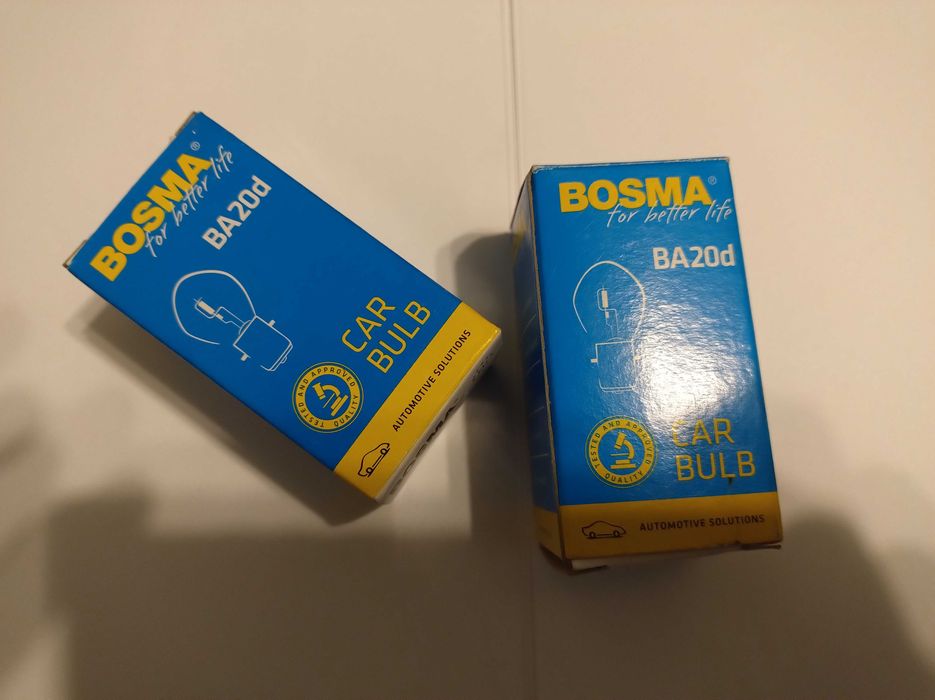 BOSMA®
for better life
BA20d
CAR
BULB
TESTED AND APPROVED
QUALITY
AUTOMOTIVE SOLUTIONS
BOSMA®
for better life
BA20d
CAR
BULB
TESTED AND APPROVED
QUALITY
AUTOMOTIVE SOLUTIONS